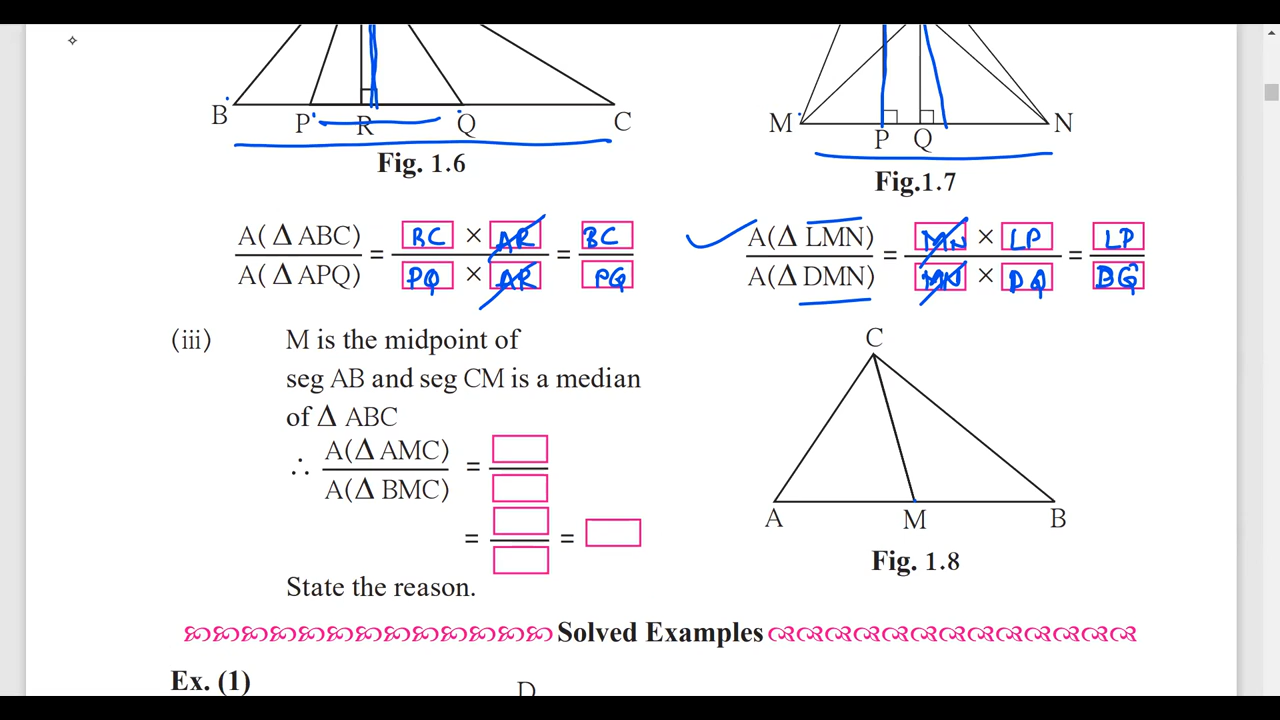 B P R Q C
M P Q N
Fig. 1.6
Fig.1.7
A( Δ ABC) / A( Δ APQ) = BC × AR / PQ × AR = BC / PQ
A(Δ LMN) / A(Δ DMN) = MN × LP / MN × DQ = LP / DQ
(iii) M is the midpoint of
seg AB and seg CM is a median
of Δ ABC
∴ A(Δ AMC) / A(Δ BMC) =
= =
State the reason.
C
A M B
Fig. 1.8
Solved Examples
Ex. (1)
D